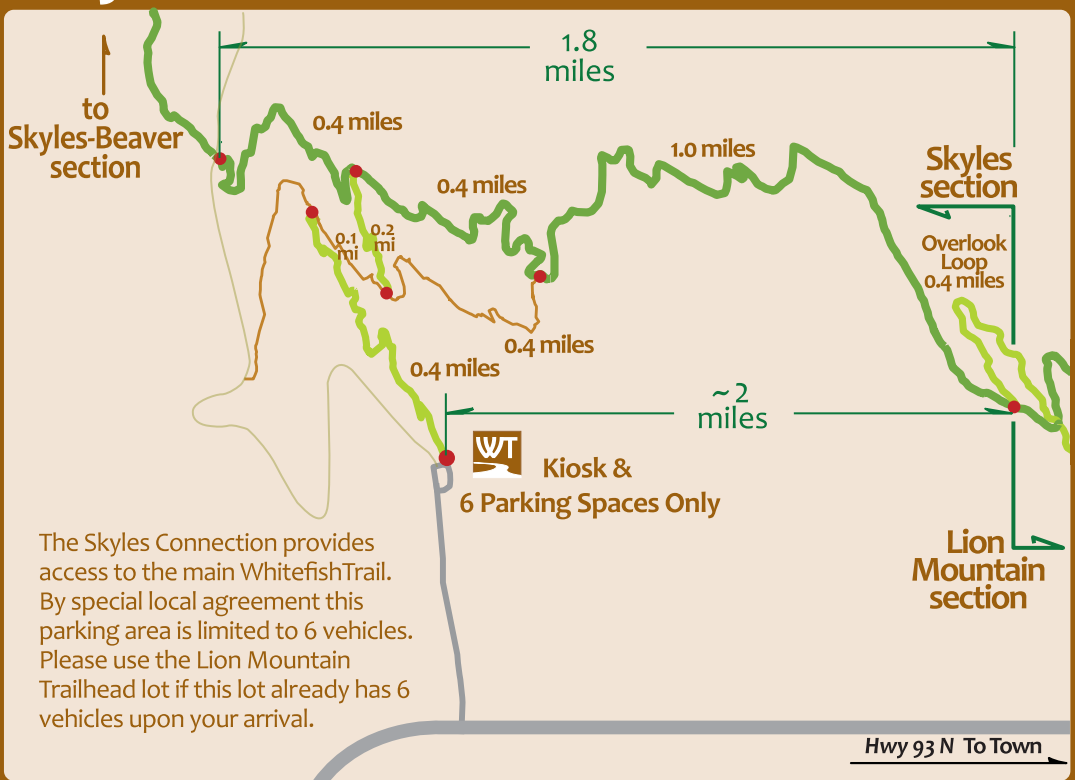 1.8
miles
to
Skyles-Beaver
section
0.4 miles
0.4 miles
1.0 miles
Skyles
section
0.1
mi
0.2
mi
Overlook
Loop
0.4 miles
0.4 miles
0.4 miles
~2
miles
WT
Kiosk &
6 Parking Spaces Only
Lion
Mountain
section
The Skyles Connection provides
access to the main WhitefishTrail.
By special local agreement this
parking area is limited to 6 vehicles.
Please use the Lion Mountain
Trailhead lot if this lot already has 6
vehicles upon your arrival.
Hwy 93 N To Town